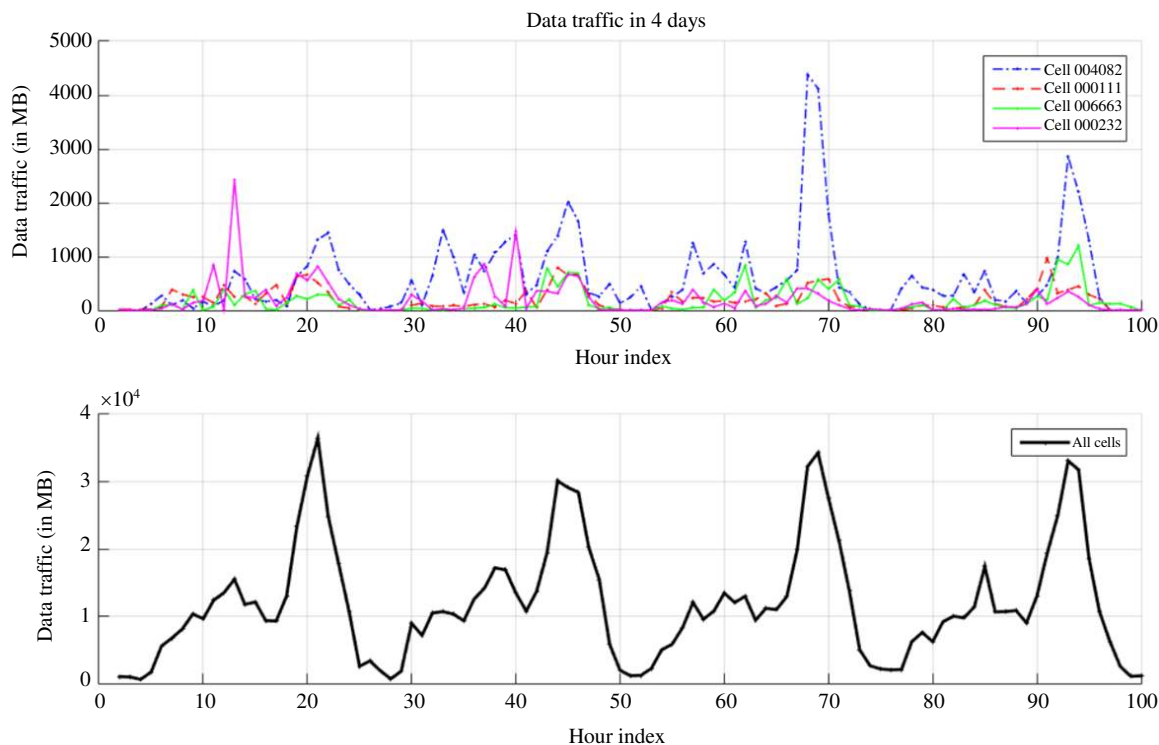 Data traffic in 4 days
Data traffic (in MB)
5000
4000
3000
2000
1000
0
Cell 004082
Cell 000111
Cell 006663
Cell 000232
0 10 20 30 40 50 60 70 80 90 100
Hour index
×10⁴
Data traffic (in MB)
4
3
2
1
0
All cells
0 10 20 30 40 50 60 70 80 90 100
Hour index